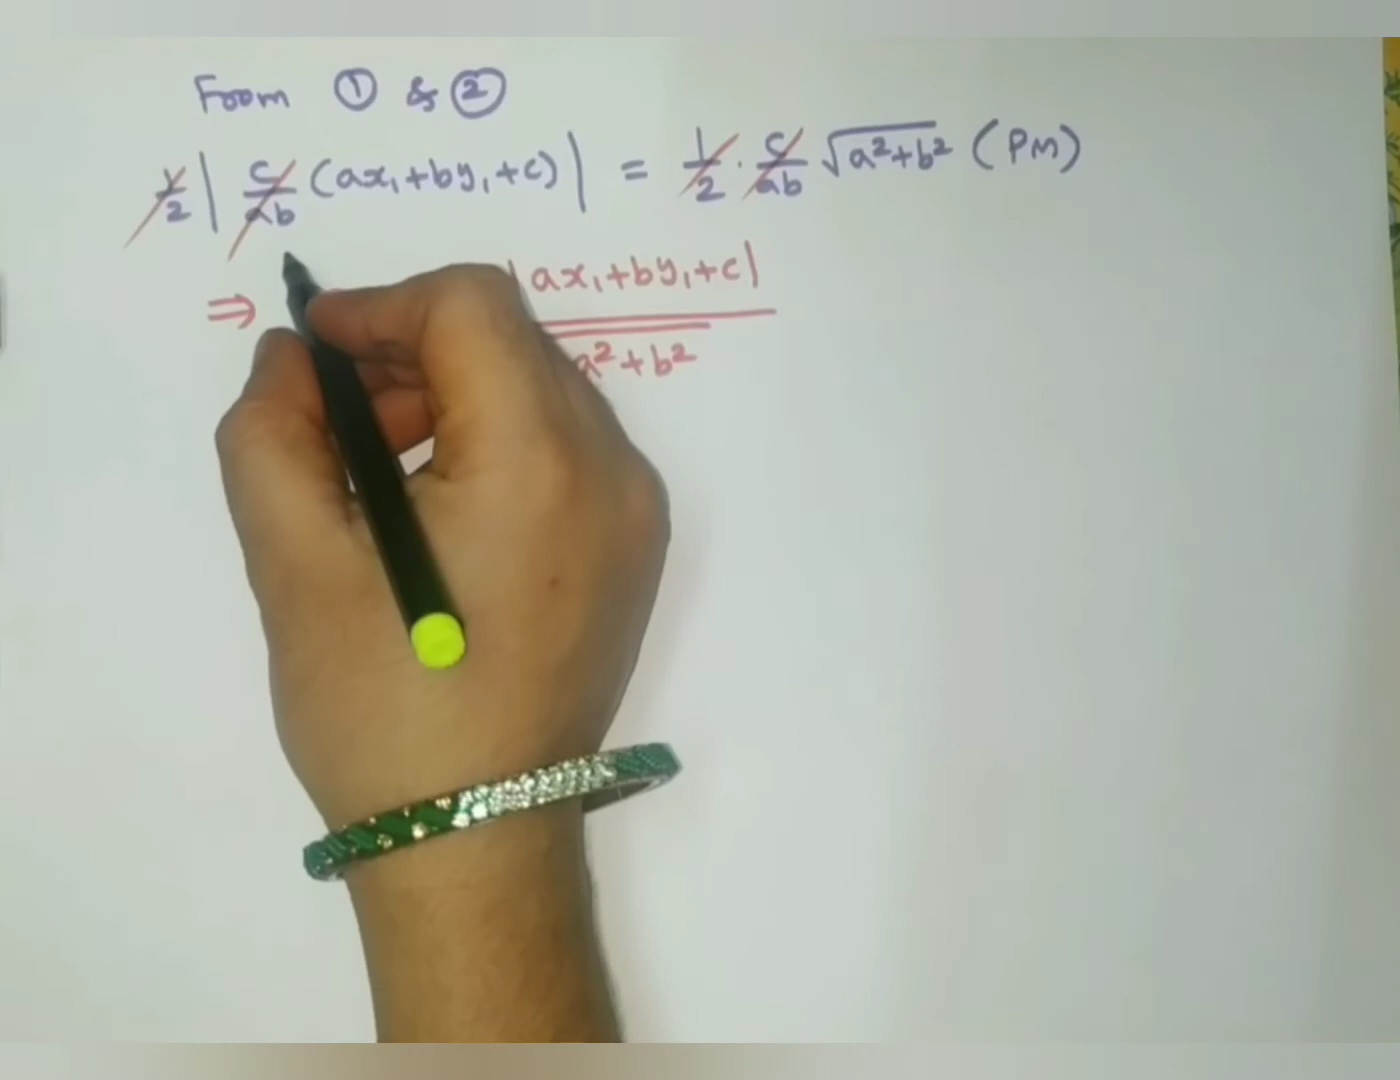 From ① & ②
1/2 | c/ab (ax₁+by₁+c) | = 1/2 · c/ab √a²+b² (PM)
⇒ |ax₁+by₁+c|
a²+b²